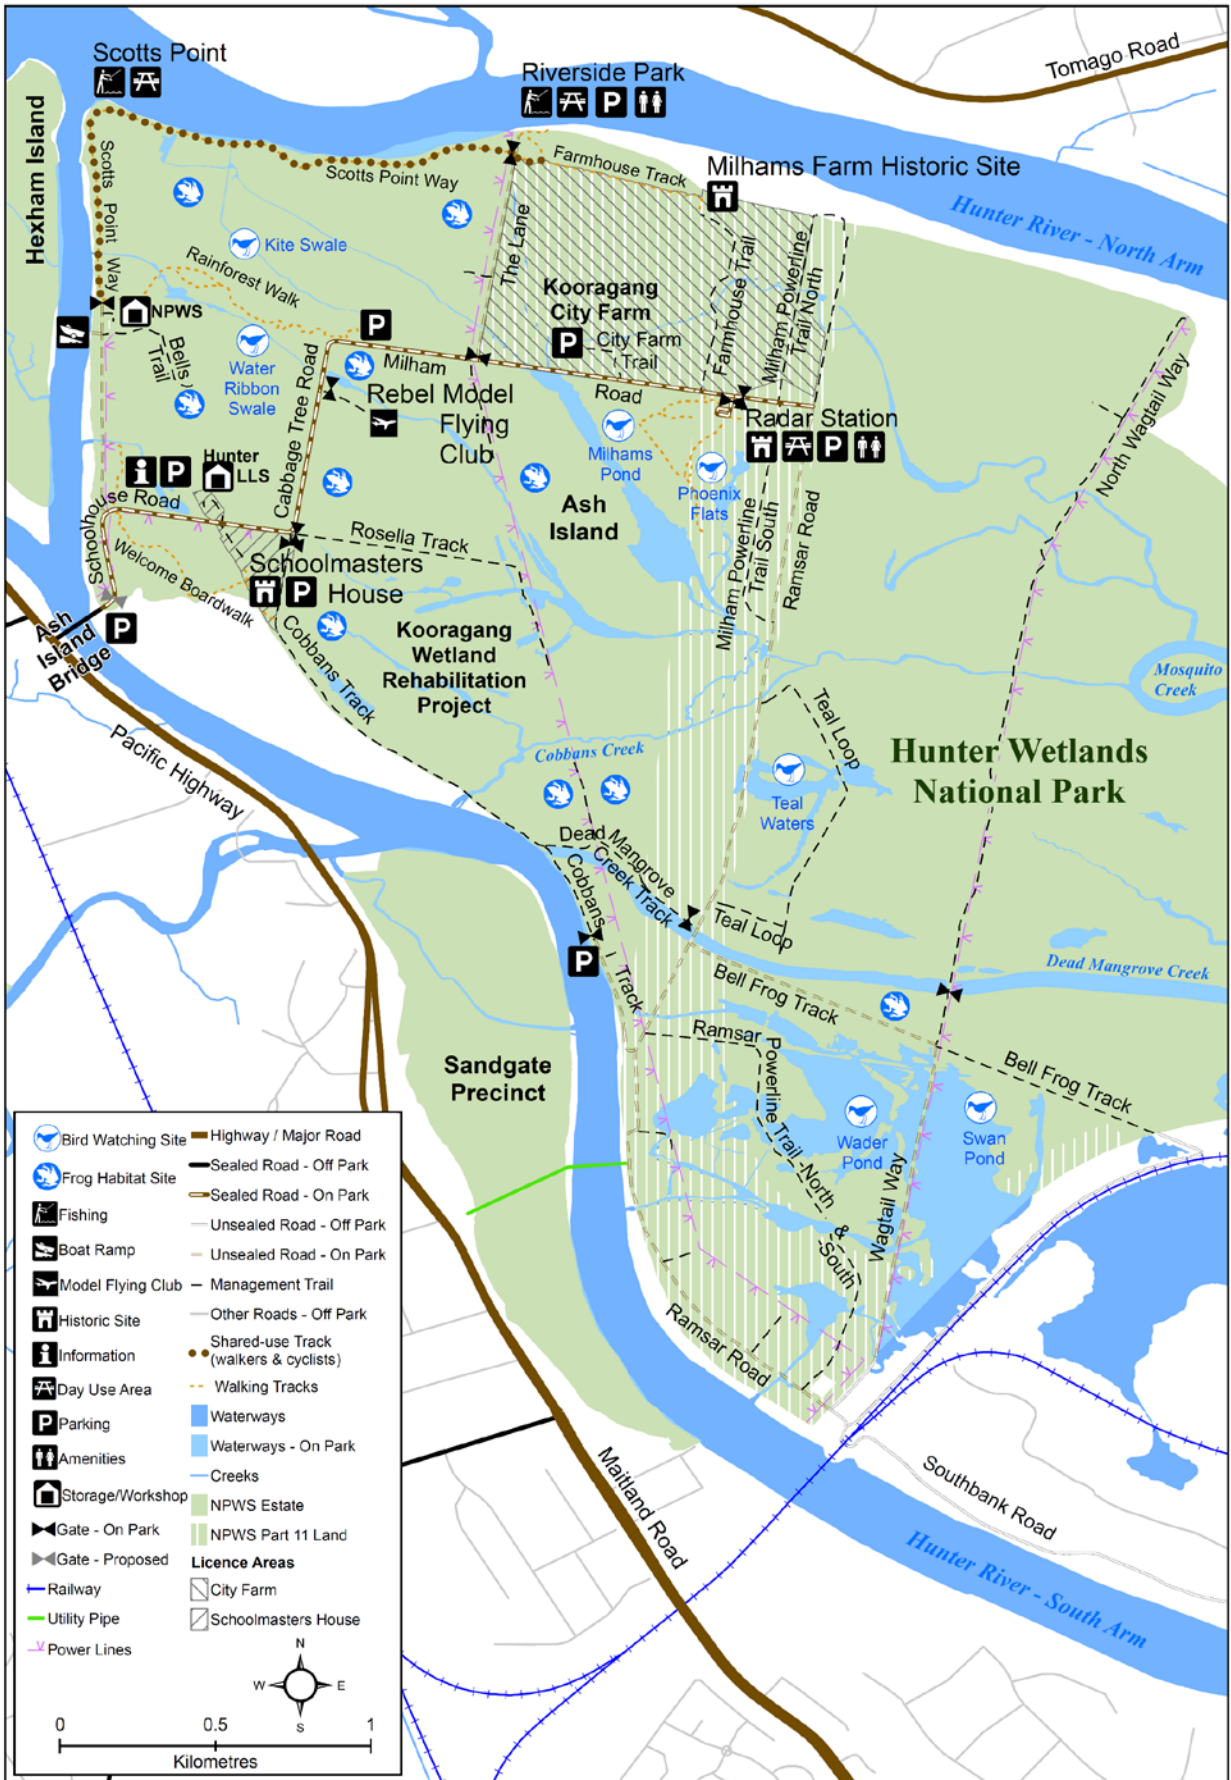 Scotts Point
Riverside Park
P
Tomago Road
Hexham Island
Scotts Point Way
Scotts Point Way
Farmhouse Track
Milhams Farm Historic Site
Hunter River - North Arm
Kite Swale
Rainforest Walk
The Lane
Farmhouse Trail
Milham Powerline
Trail North
Kooragang
City Farm
P
City Farm
Trail
NPWS
Bells
Trail
Water
Ribbon
Swale
P
Milham
Road
Cabbage Tree Road
Rebel Model
Flying
Club
Radar Station
P
Milhams
Pond
Phoenix
Flats
North Wagtail Way
Hunter
LLS
i P
Schoolhouse Road
Ash
Island
Rosella Track
Milham Powerline
Trail South
Ramsar Road
Welcome Boardwalk
Schoolmasters
House
P
P
Ash
Island
Bridge
Cobbans Track
Kooragang
Wetland
Rehabilitation
Project
Mosquito
Creek
Teal Loop
Pacific Highway
Cobbans Creek
Hunter Wetlands
National Park
Teal
Waters
Dead Mangrove
Creek Track
Cobbans
Track
Teal Loop
P
Dead Mangrove Creek
Bell Frog Track
Bell Frog Track
Ramsar
Powerline Trail - North
&
South
Sandgate
Precinct
Wader
Pond
Swan
Pond
Wagtail Way
Ramsar Road
Maitland Road
Southbank Road
Hunter River - South Arm
Bird Watching Site
Frog Habitat Site
Fishing
Boat Ramp
Model Flying Club
Historic Site
i Information
Day Use Area
P Parking
Amenities
Storage/Workshop
Gate - On Park
Gate - Proposed
Railway
Utility Pipe
Power Lines
Highway / Major Road
Sealed Road - Off Park
Sealed Road - On Park
Unsealed Road - Off Park
Unsealed Road - On Park
Management Trail
Other Roads - Off Park
Shared-use Track
(walkers & cyclists)
Walking Tracks
Waterways
Waterways - On Park
Creeks
NPWS Estate
NPWS Part 11 Land
Licence Areas
City Farm
Schoolmasters House
N
W E
S
0 0.5 1
Kilometres